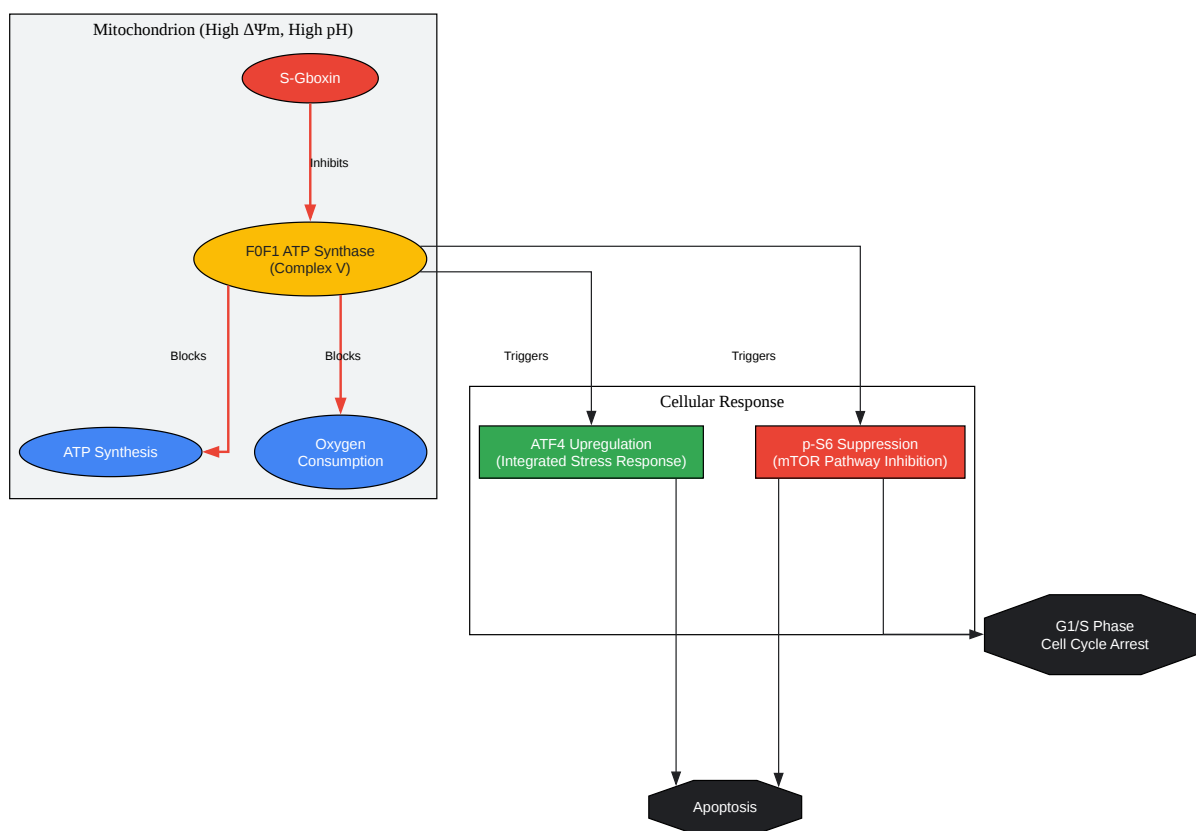 Mitochondrion (High ΔΨm, High pH)
S-Gboxin
Inhibits
F0F1 ATP Synthase
(Complex V)
Blocks
Blocks
Triggers
Triggers
Cellular Response
ATP Synthesis
Oxygen
Consumption
ATF4 Upregulation
(Integrated Stress Response)
p-S6 Suppression
(mTOR Pathway Inhibition)
G1/S Phase
Cell Cycle Arrest
Apoptosis